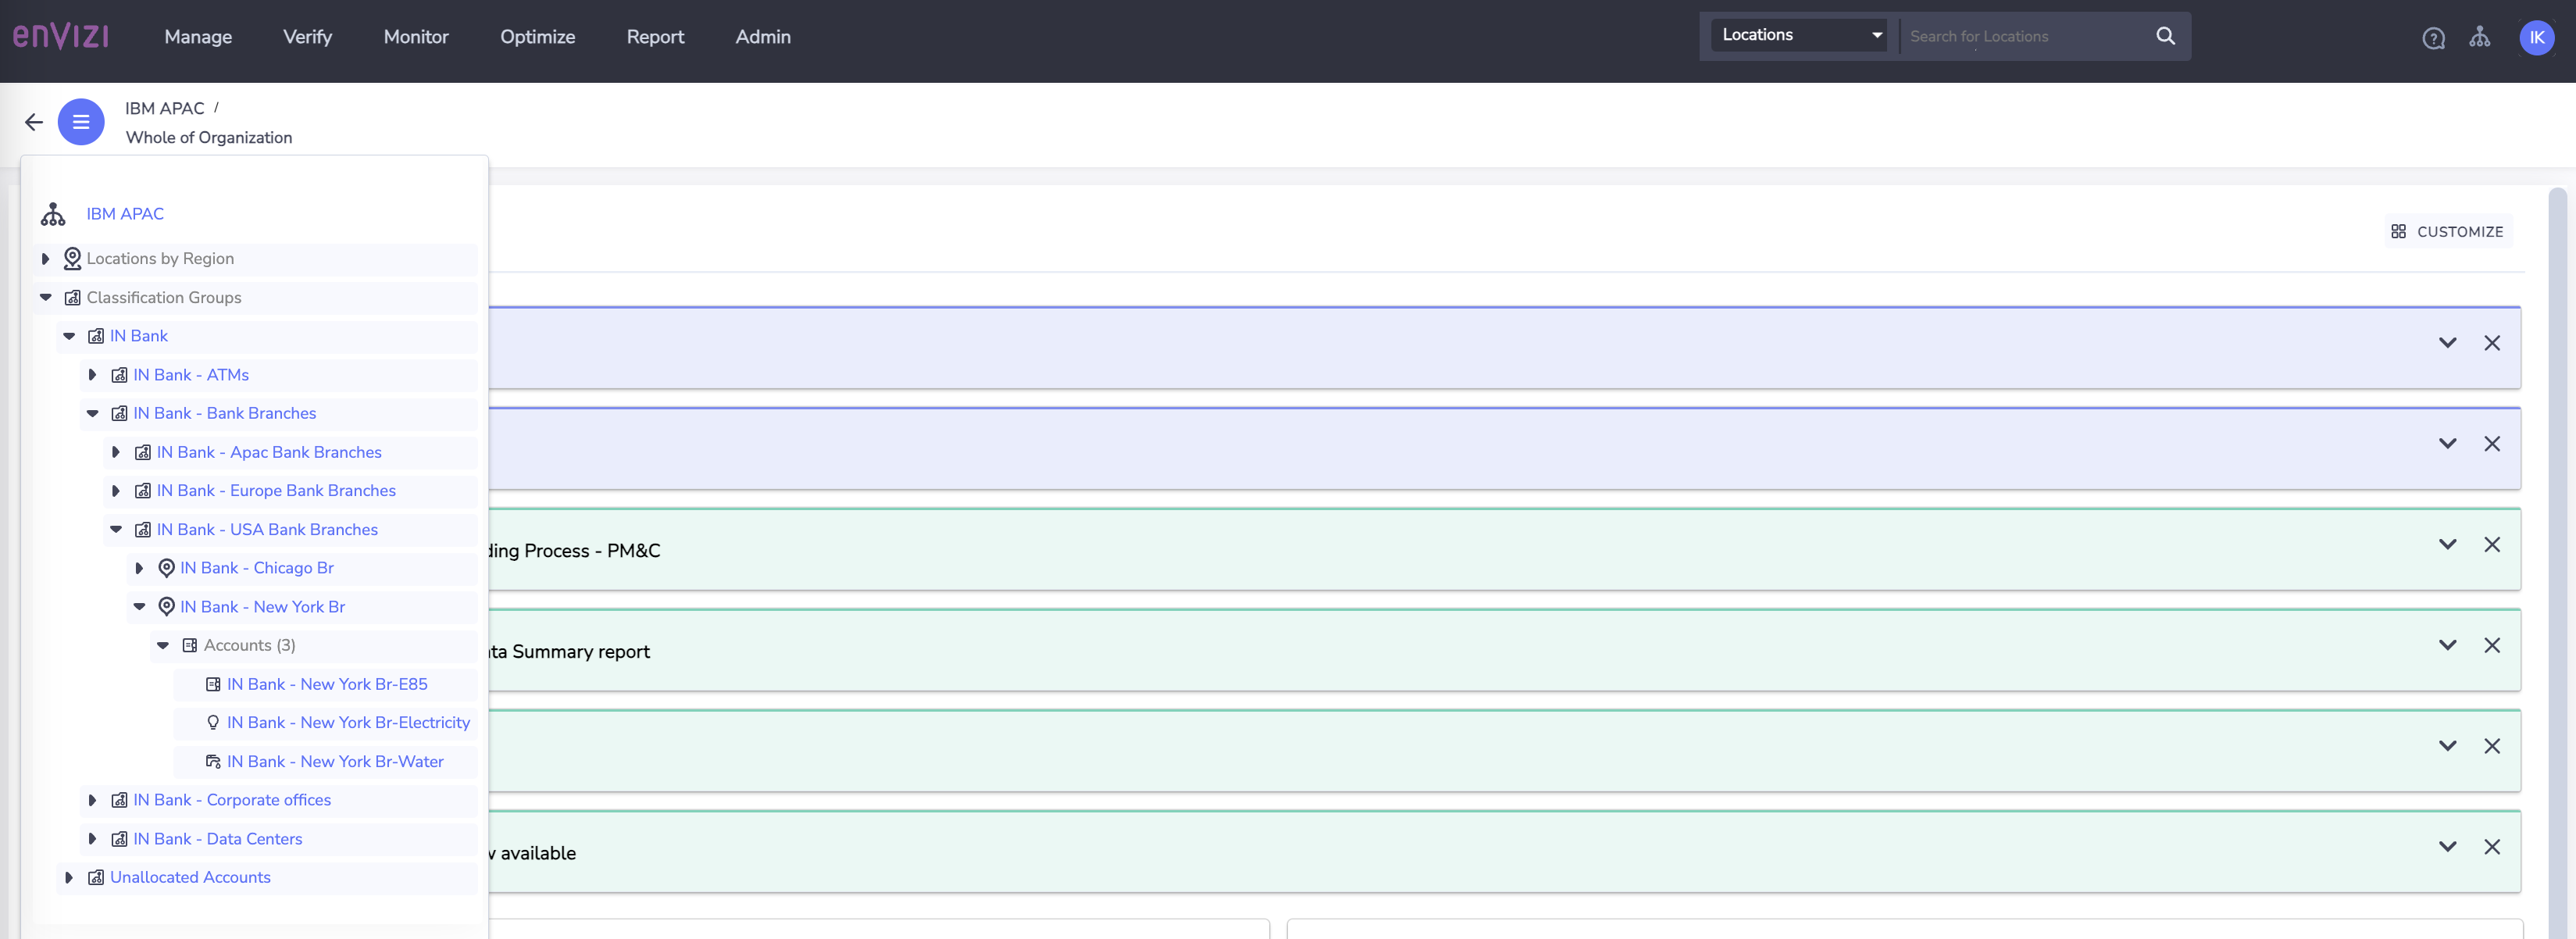 enVIZI
Manage Verify Monitor Optimize Report Admin
Locations
Search for Locations
IK
IBM APAC /
Whole of Organization
IBM APAC
Locations by Region
Classification Groups
IN Bank
IN Bank - ATMs
IN Bank - Bank Branches
IN Bank - Apac Bank Branches
IN Bank - Europe Bank Branches
IN Bank - USA Bank Branches
IN Bank - Chicago Br
IN Bank - New York Br
Accounts (3)
IN Bank - New York Br-E85
IN Bank - New York Br-Electricity
IN Bank - New York Br-Water
IN Bank - Corporate offices
IN Bank - Data Centers
Unallocated Accounts
CUSTOMIZE
Process - PM&C
Summary report
available